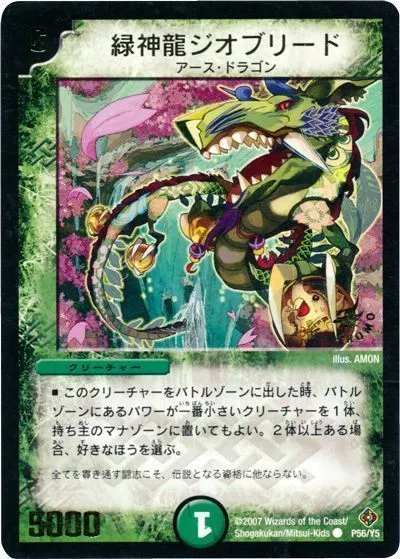 緑神龍ジオブリード
アース・ドラゴン
illus. AMON
クリーチャー
■このクリーチャーをバトルゾーンに出した時、バトル
ゾーンにあるパワーが一番小さいクリーチャーを1体、
持ち主のマナゾーンに置いてもよい。2体以上ある場
合、好きなほうを選ぶ。
全てを貫き通す闘志こそ、伝説となる資格に他ならない。
9000
1
©2007 Wizards of the Coast/
Shogakukan/Mitsui-Kids
P56/Y5